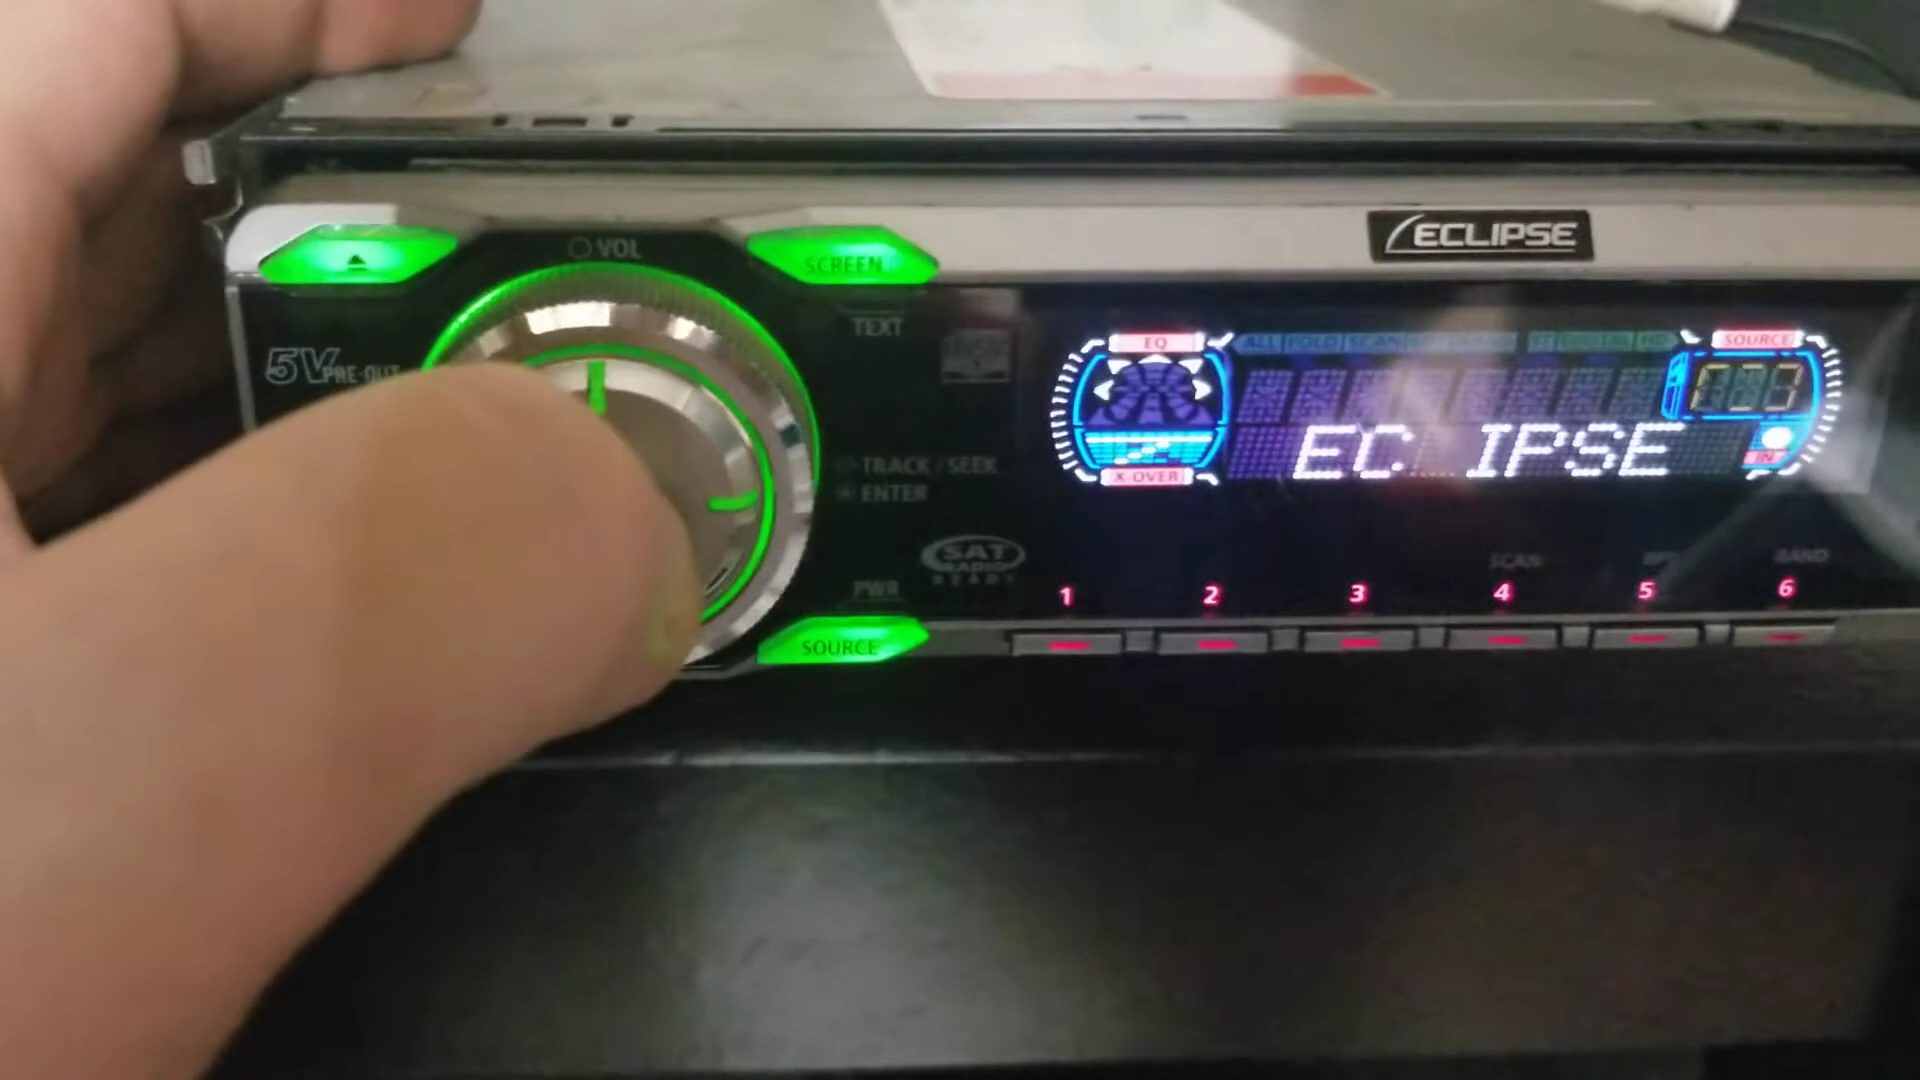 ECLIPSE
VOL
SCREEN
TEXT
5V PRE-OUT
EQ
ALL FOLD SCAN
SOURCE
EC IPSE
IN
X-OVER
TRACK / SEEK
ENTER
SAT
RADIO
READY
PWR
SOURCE
SCAN
BAND
1 2 3 4 5 6